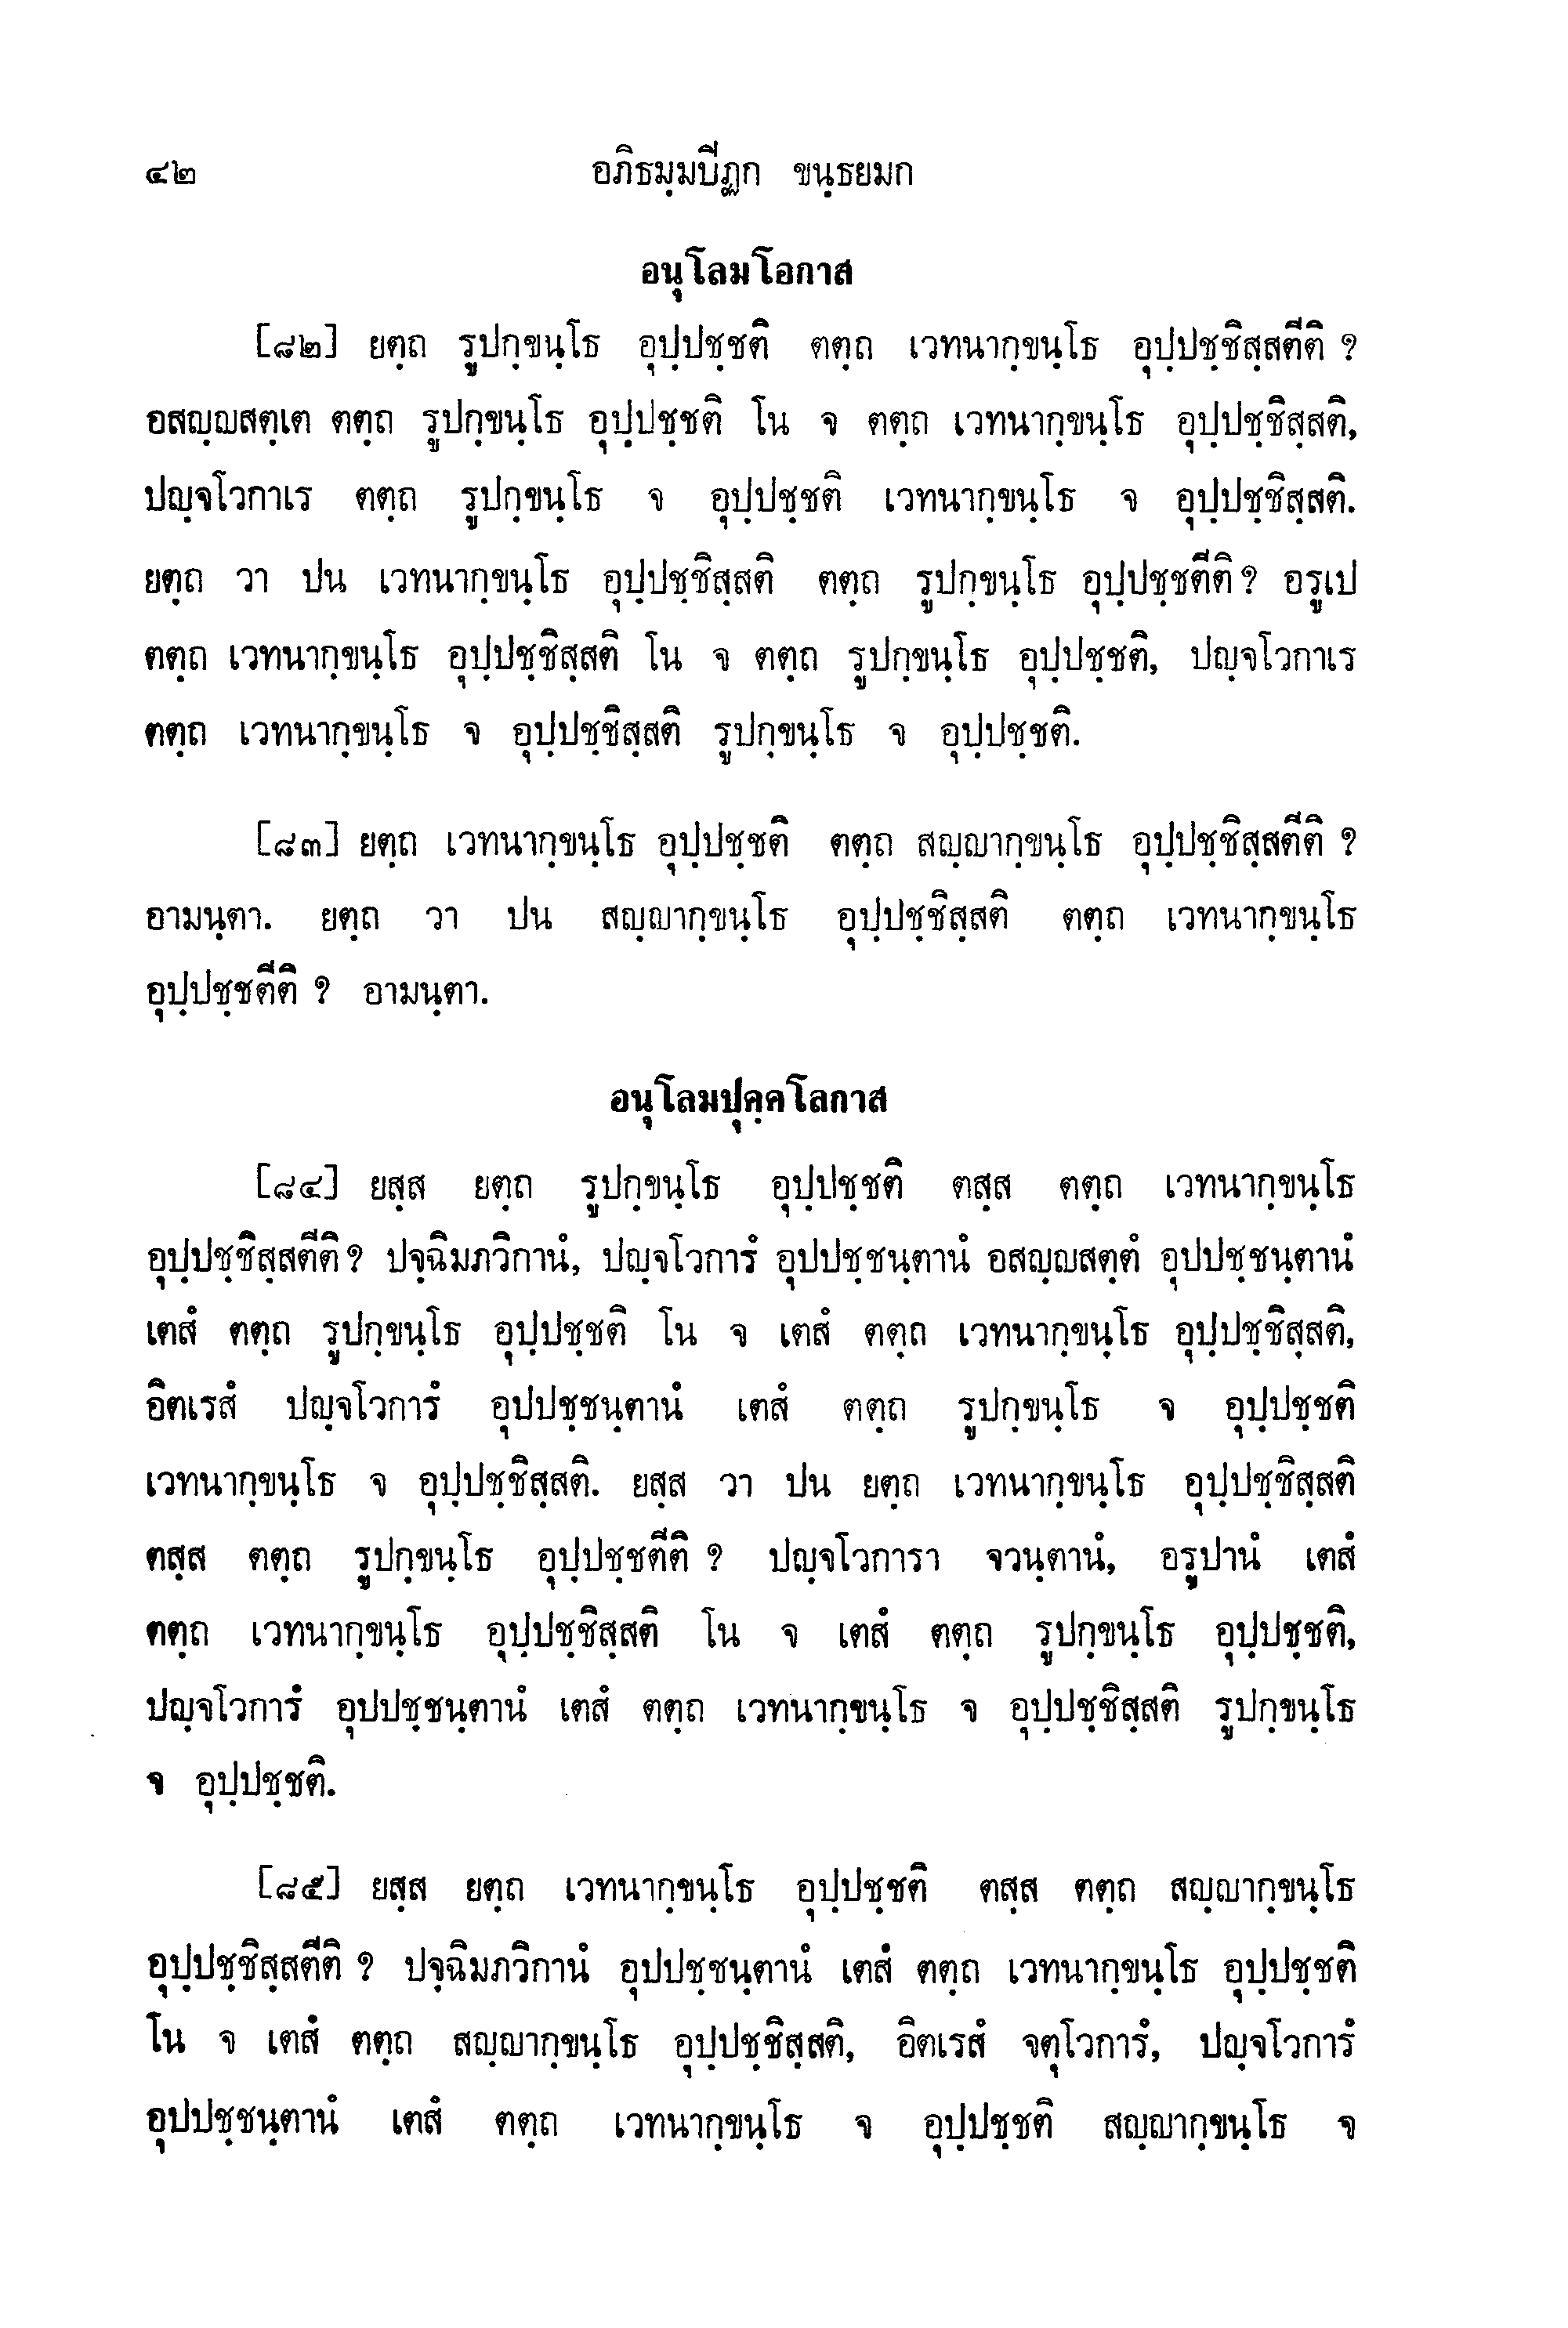 ๔๒ อภิธมฺมปีฏก ขนฺธยมก
อนุโลมโอกาส
[๘๒] ยตฺถ รูปกฺขนฺโธ อุปฺปชฺชติ ตตฺถ เวทนากฺขนฺโธ อุปฺปชฺชิสฺสตีติ ?
อสญฺญสตฺเต ตตฺถ รูปกฺขนฺโธ อุปฺปชฺชติ โน จ ตตฺถ เวทนากฺขนฺโธ อุปฺปชฺชิสฺสติ,
ปญฺจโวกาเร ตตฺถ รูปกฺขนฺโธ จ อุปฺปชฺชติ เวทนากฺขนฺโธ จ อุปฺปชฺชิสฺสติ.
ยตฺถ วา ปน เวทนากฺขนฺโธ อุปฺปชฺชิสฺสติ ตตฺถ รูปกฺขนฺโธ อุปฺปชฺชตีติ ? อรูเป
ตตฺถ เวทนากฺขนฺโธ อุปฺปชฺชิสฺสติ โน จ ตตฺถ รูปกฺขนฺโธ อุปฺปชฺชติ, ปญฺจโวกาเร
ตตฺถ เวทนากฺขนฺโธ จ อุปฺปชฺชิสฺสติ รูปกฺขนฺโธ จ อุปฺปชฺชติ.
[๘๓] ยตฺถ เวทนากฺขนฺโธ อุปฺปชฺชติ ตตฺถ สญฺญากฺขนฺโธ อุปฺปชฺชิสฺสตีติ ?
อามนฺตา. ยตฺถ วา ปน สญฺญากฺขนฺโธ อุปฺปชฺชิสฺสติ ตตฺถ เวทนากฺขนฺโธ
อุปฺปชฺชตีติ ? อามนฺตา.
อนุโลมปุคฺคโลกาส
[๘๔] ยสฺส ยตฺถ รูปกฺขนฺโธ อุปฺปชฺชติ ตสฺส ตตฺถ เวทนากฺขนฺโธ
อุปฺปชฺชิสฺสตีติ ? ปจฺฉิมภวิกานํ, ปญฺจโวการํ อุปปชฺชนฺตานํ อสญฺญสตฺตํ อุปปชฺชนฺตานํ
เตสํ ตตฺถ รูปกฺขนฺโธ อุปฺปชฺชติ โน จ เตสํ ตตฺถ เวทนากฺขนฺโธ อุปฺปชฺชิสฺสติ,
อิตเรสํ ปญฺจโวการํ อุปปชฺชนฺตานํ เตสํ ตตฺถ รูปกฺขนฺโธ จ อุปฺปชฺชติ
เวทนากฺขนฺโธ จ อุปฺปชฺชิสฺสติ. ยสฺส วา ปน ยตฺถ เวทนากฺขนฺโธ อุปฺปชฺชิสฺสติ
ตสฺส ตตฺถ รูปกฺขนฺโธ อุปฺปชฺชตีติ ? ปญฺจโวการา จวนฺตานํ, อรูปานํ เตสํ
ตตฺถ เวทนากฺขนฺโธ อุปฺปชฺชิสฺสติ โน จ เตสํ ตตฺถ รูปกฺขนฺโธ อุปฺปชฺชติ,
ปญฺจโวการํ อุปปชฺชนฺตานํ เตสํ ตตฺถ เวทนากฺขนฺโธ จ อุปฺปชฺชิสฺสติ รูปกฺขนฺโธ
จ อุปฺปชฺชติ.
[๘๕] ยสฺส ยตฺถ เวทนากฺขนฺโธ อุปฺปชฺชติ ตสฺส ตตฺถ สญฺญากฺขนฺโธ
อุปฺปชฺชิสฺสตีติ ? ปจฺฉิมภวิกานํ อุปปชฺชนฺตานํ เตสํ ตตฺถ เวทนากฺขนฺโธ อุปฺปชฺชติ
โน จ เตสํ ตตฺถ สญฺญากฺขนฺโธ อุปฺปชฺชิสฺสติ, อิตเรสํ จตุโวการํ, ปญฺจโวการํ
อุปปชฺชนฺตานํ เตสํ ตตฺถ เวทนากฺขนฺโธ จ อุปฺปชฺชติ สญฺญากฺขนฺโธ จ